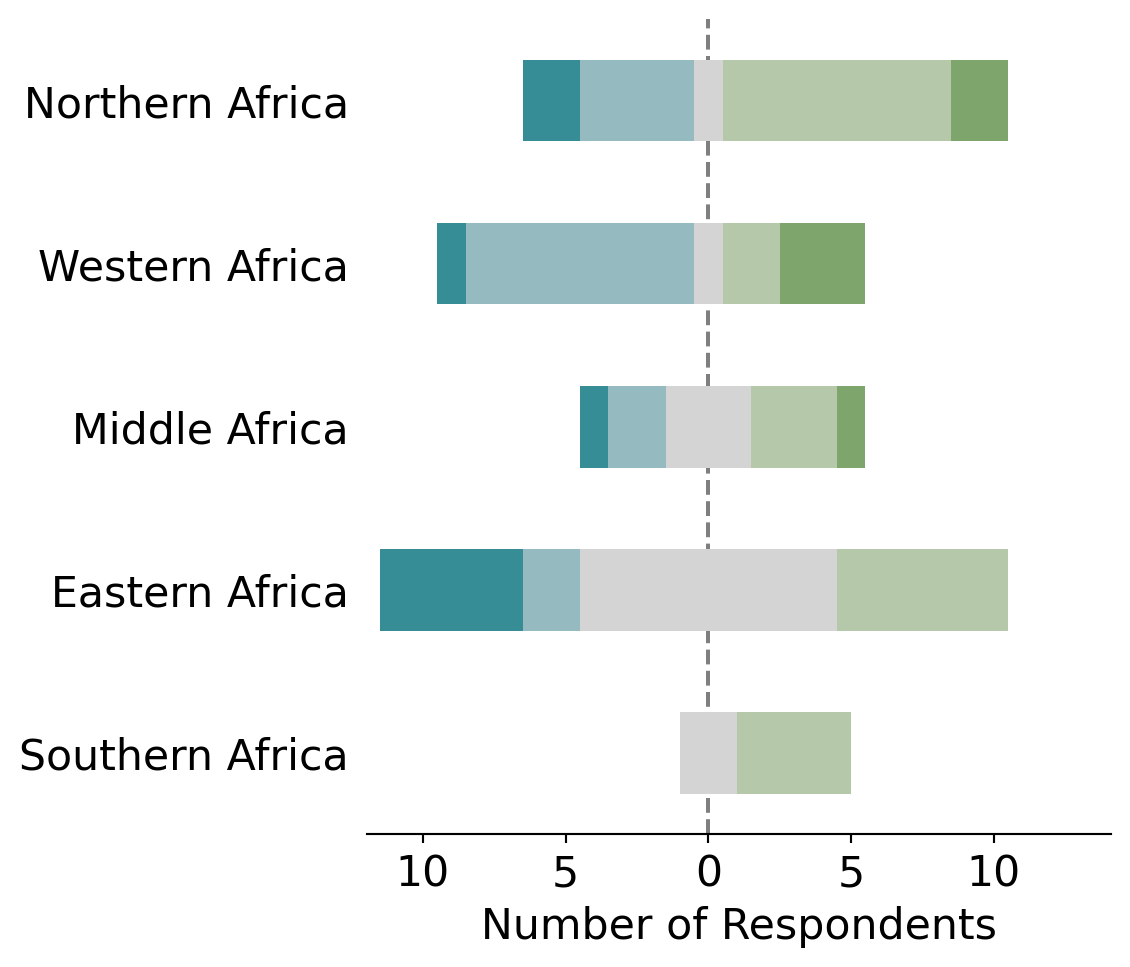 Northern Africa
Western Africa
Middle Africa
Eastern Africa
Southern Africa
10 5 0 5 10
Number of Respondents